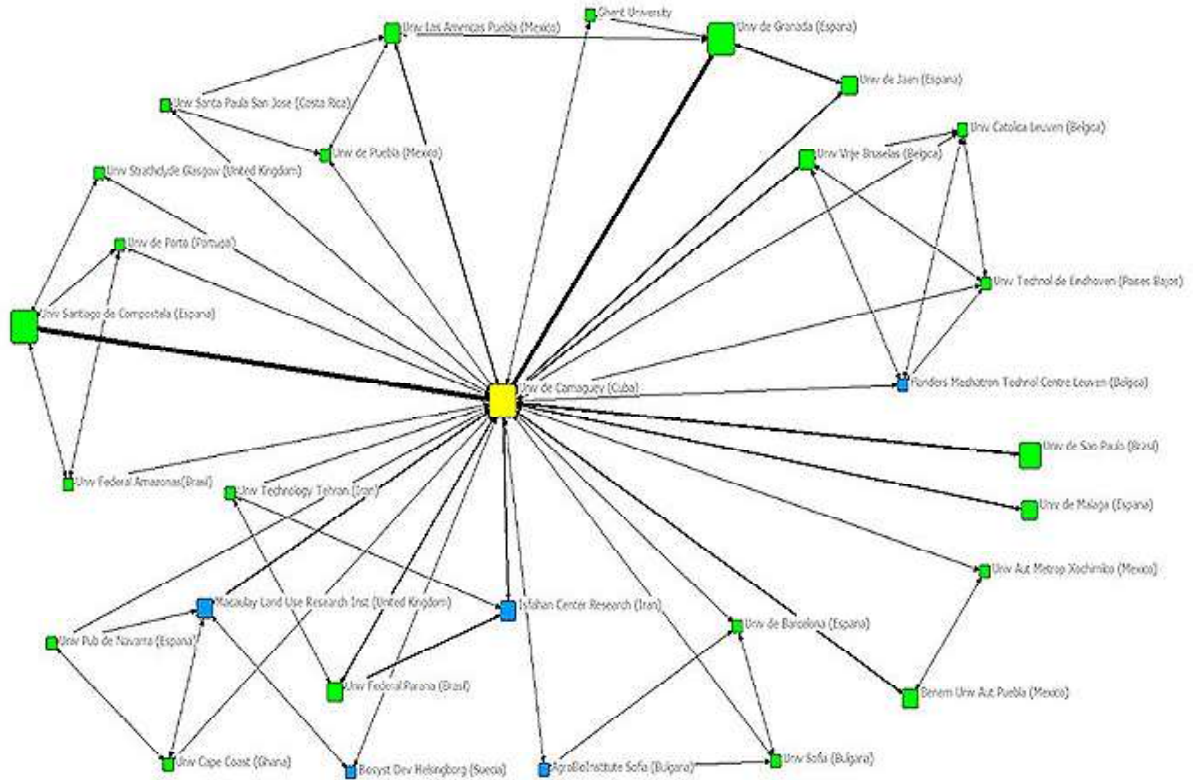 Ghent University
Univ Las Americas Puebla (Mexico)
Univ de Granada (Espana)
Univ de Jaen (Espana)
Univ Santa Paula San Jose (Costa Rica)
Univ Catolica Leuven (Belgica)
Univ de Puebla (Mexico)
Univ Vrije Bruselas (Belgica)
Univ Strathclyde Glasgow (United Kingdom)
Univ de Porto (Portugal)
Univ Technol de Eindhoven (Paises Bajos)
Univ Santiago de Compostela (Espana)
Univ de Camaguey (Cuba)
Flanders Mechatron Technol Centre Leuven (Belgica)
Univ de Sao Paulo (Brasil)
Univ Federal Amazonas(Brasil)
Univ Technology Tehran (Iran)
Univ de Malaga (Espana)
Univ Aut Metrop Xochimilco (Mexico)
Macaulay Land Use Research Inst (United Kingdom)
Isfahan Center Research (Iran)
Univ de Barcelona (Espana)
Univ Pub de Navarra (Espana)
Univ Federal Parana (Brasil)
Benem Univ Aut Puebla (Mexico)
Univ Cape Coast (Ghana)
Dev Helsingborg (Suecia)
AgroBioInstitute Sofia (Bulgaria)
Univ Sofia (Bulgaria)